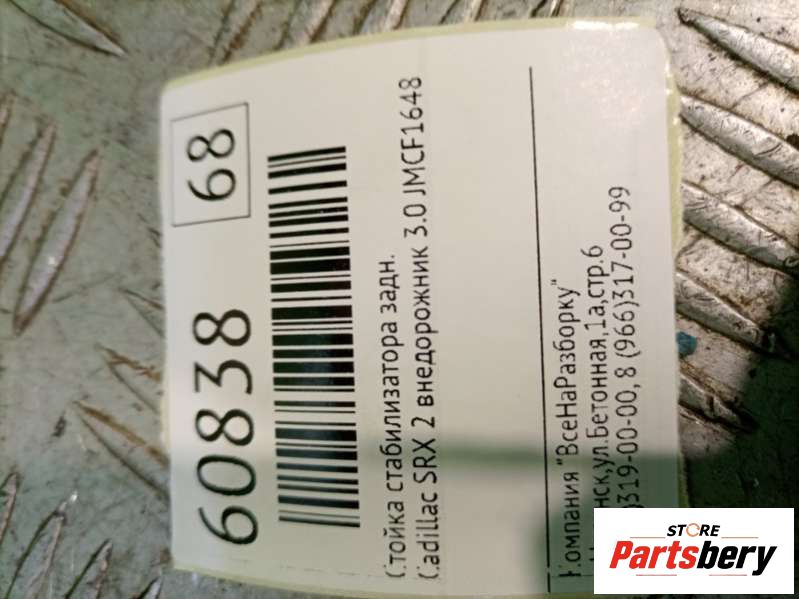 60838 68
Стойка стабилизатора задн.
Cadillac SRX 2 внедорожник 3.0 JMCF1648
Компания "ВсеНаРазборку"
ул.Бетонная,1а,стр.6
)319-00-00, 8 (966)317-00-99
STORE
Partsbery